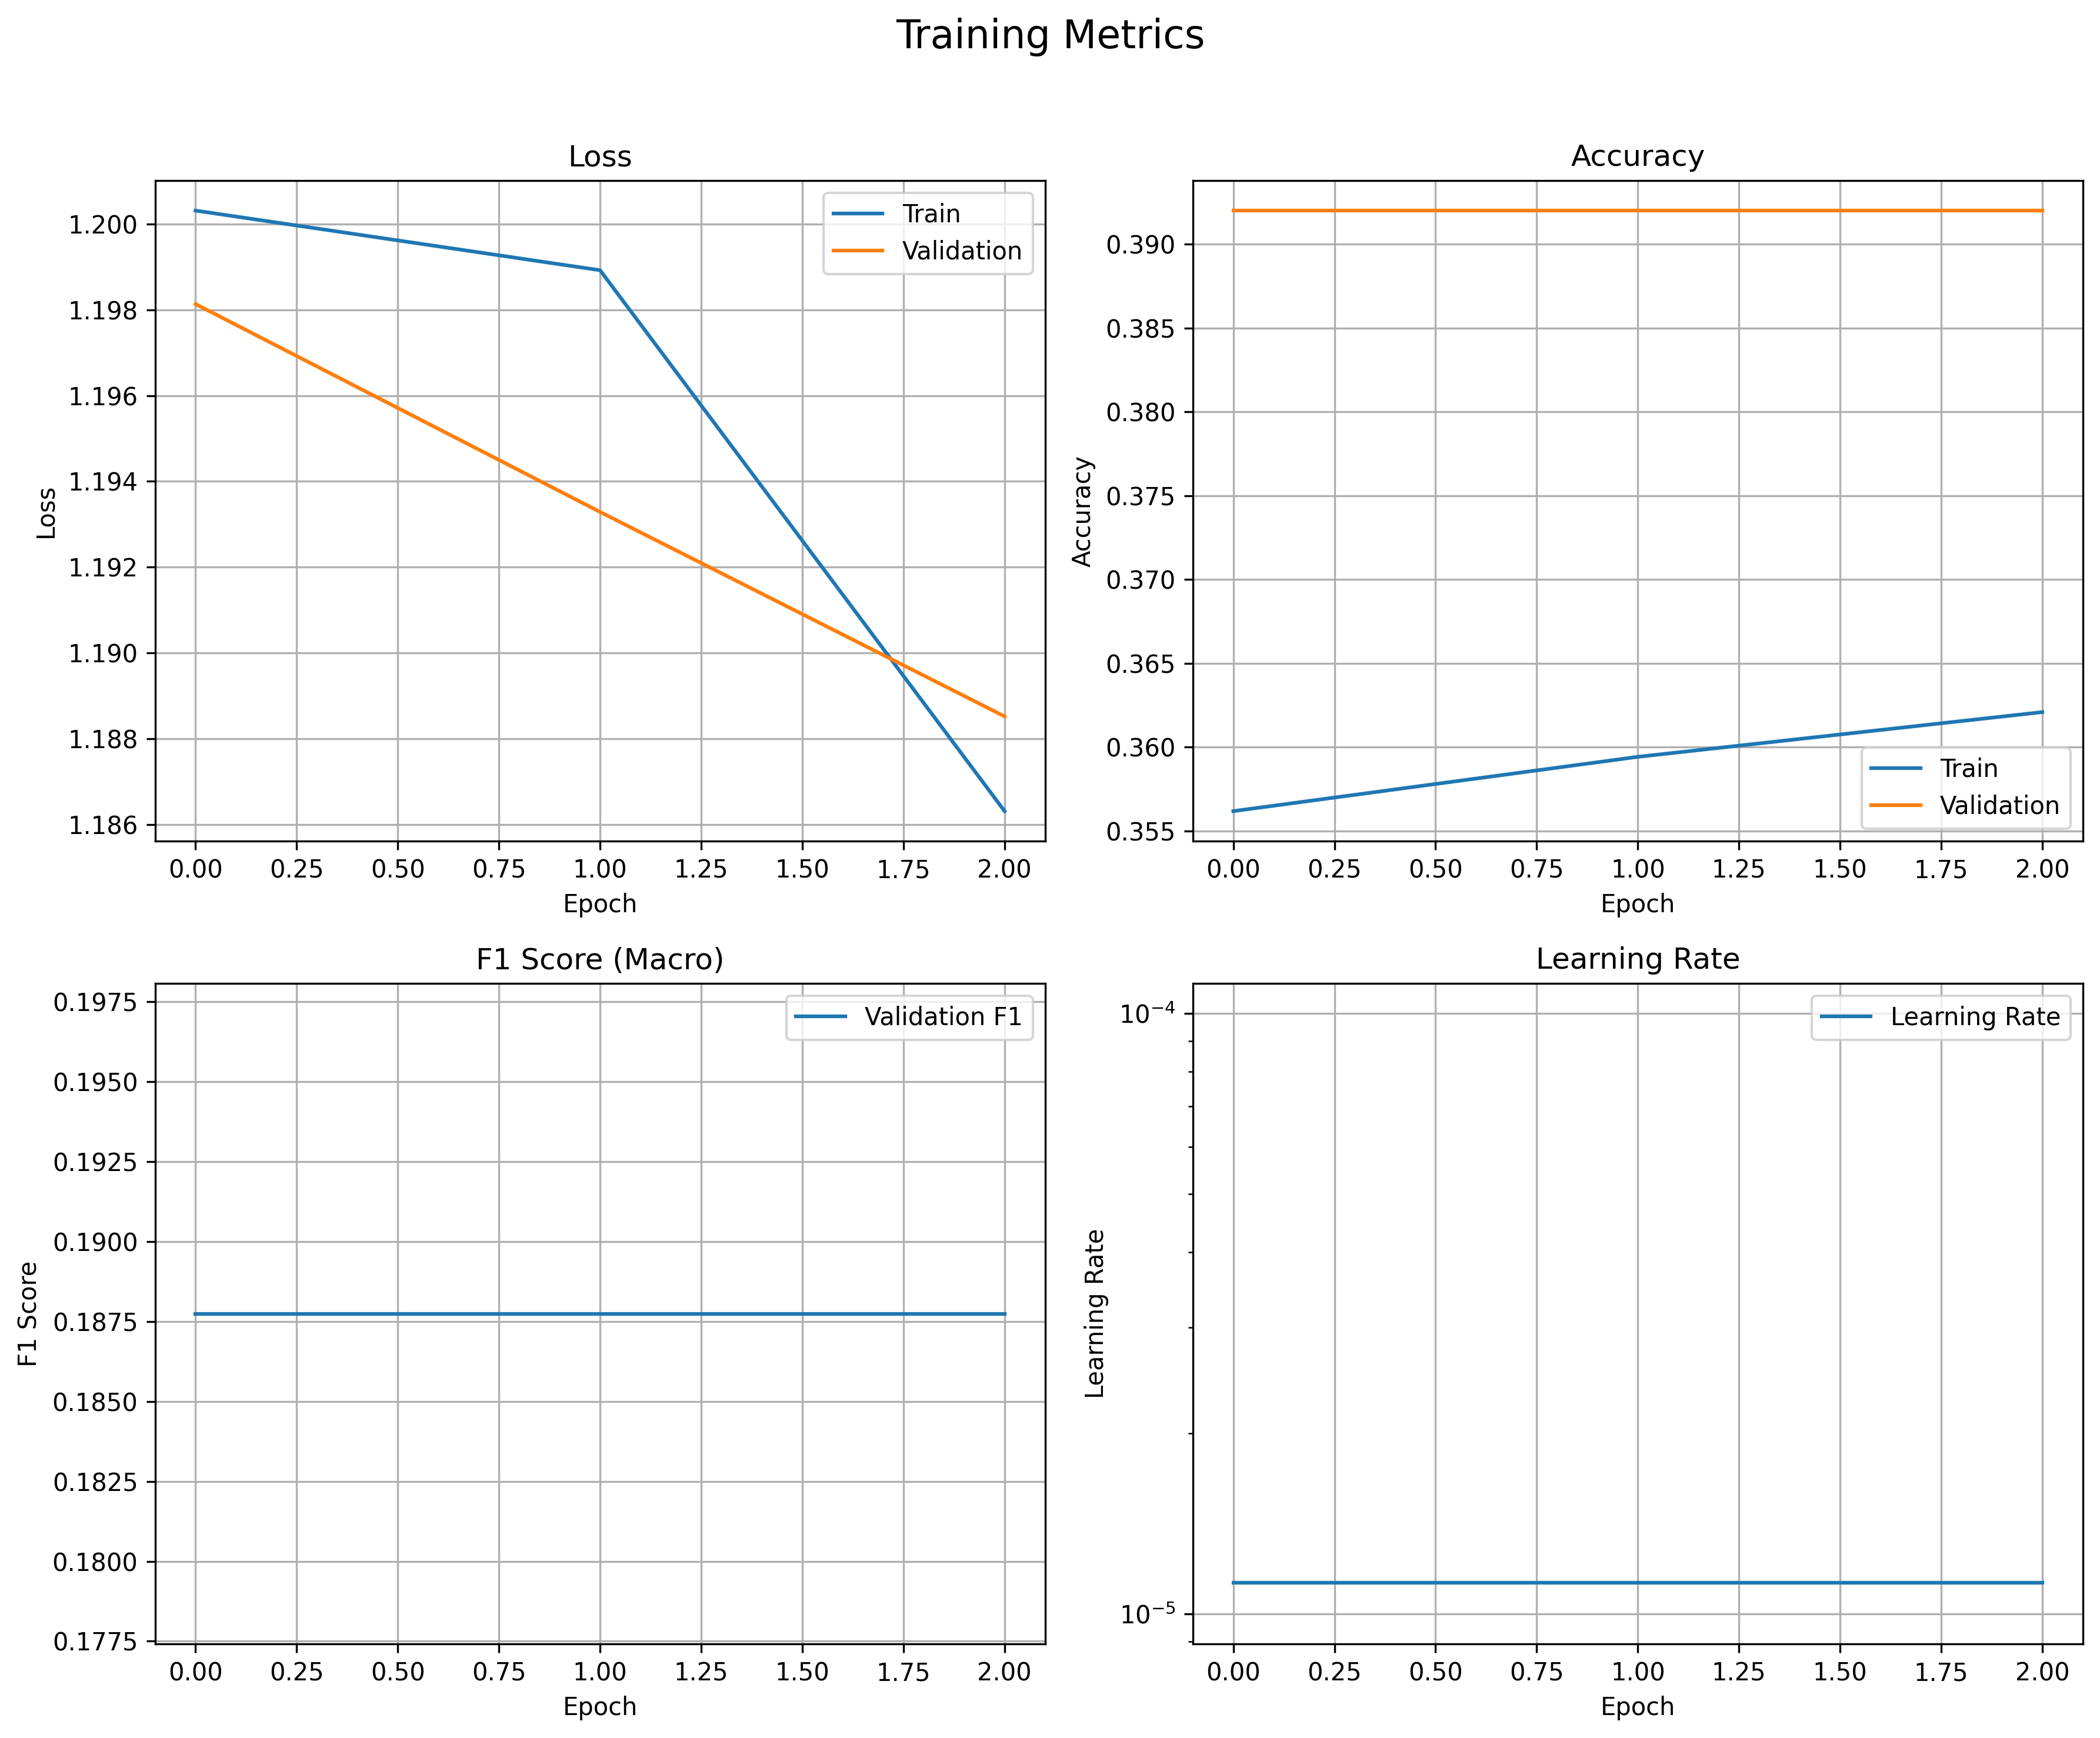 Training Metrics
Loss
1.200
1.198
1.196
1.194
1.192
1.190
1.188
1.186
Loss
Train
Validation
0.00 0.25 0.50 0.75 1.00 1.25 1.50 1.75 2.00
Epoch
Accuracy
0.390
0.385
0.380
0.375
0.370
0.365
0.360
0.355
Accuracy
Train
Validation
0.00 0.25 0.50 0.75 1.00 1.25 1.50 1.75 2.00
Epoch
F1 Score (Macro)
0.1975
0.1950
0.1925
0.1900
0.1875
0.1850
0.1825
0.1800
0.1775
F1 Score
Validation F1
0.00 0.25 0.50 0.75 1.00 1.25 1.50 1.75 2.00
Epoch
Learning Rate
10⁻⁴
10⁻⁵
Learning Rate
Learning Rate
0.00 0.25 0.50 0.75 1.00 1.25 1.50 1.75 2.00
Epoch